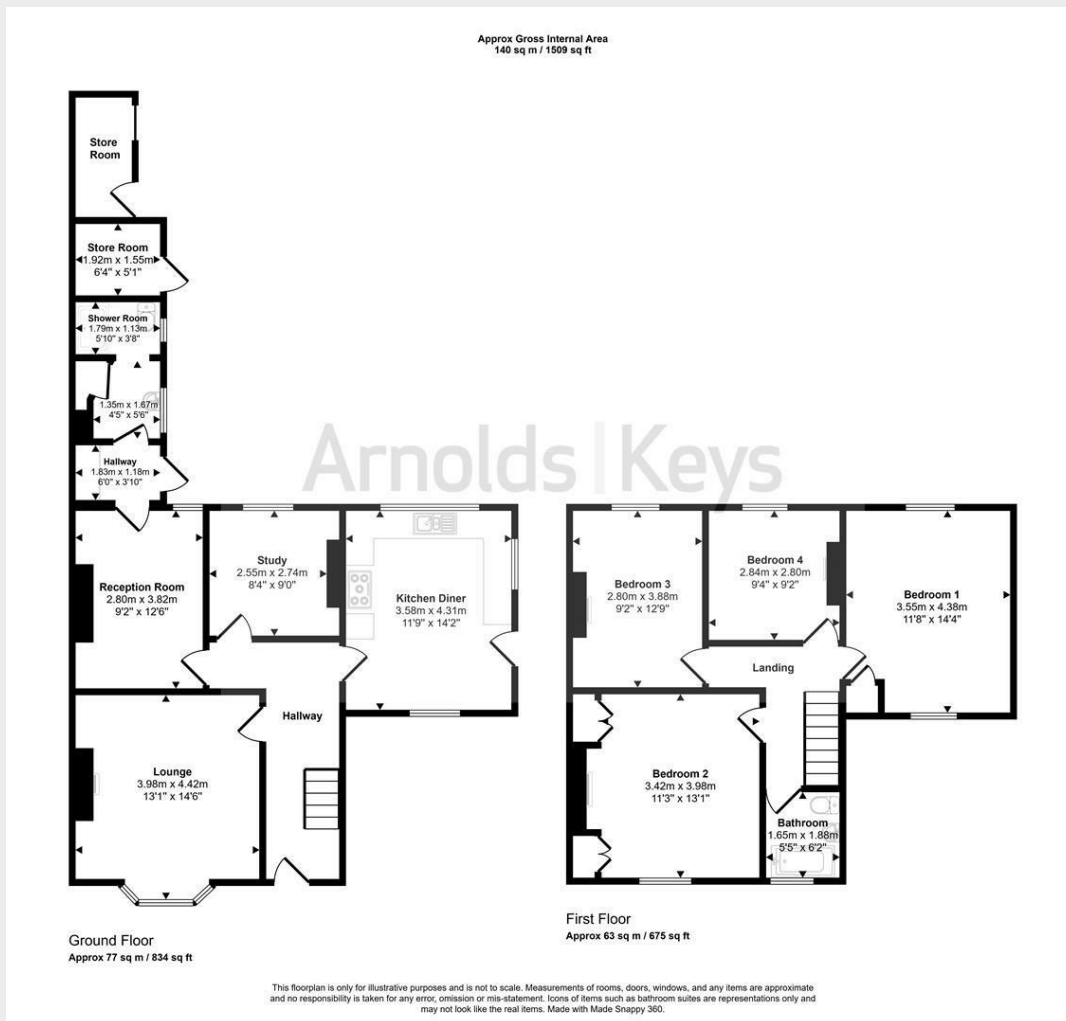 Approx Gross Internal Area
140 sq m / 1509 sq ft
Store
Room
Store Room
1.92m x 1.55m
6'4" x 5'1"
Shower Room
1.79m x 1.13m
5'10" x 3'8"
1.35m x 1.67m
4'5" x 5'6"
Hallway
1.83m x 1.18m
6'0" x 3'10"
Arnolds | Keys
Reception Room
2.80m x 3.82m
9'2" x 12'6"
Study
2.55m x 2.74m
8'4" x 9'0"
Kitchen Diner
3.58m x 4.31m
11'9" x 14'2"
Hallway
Lounge
3.98m x 4.42m
13'1" x 14'6"
Ground Floor
Approx 77 sq m / 834 sq ft
Bedroom 3
2.80m x 3.88m
9'2" x 12'9"
Bedroom 4
2.84m x 2.80m
9'4" x 9'2"
Bedroom 1
3.55m x 4.38m
11'8" x 14'4"
Landing
Bedroom 2
3.42m x 3.98m
11'3" x 13'1"
Bathroom
1.65m x 1.88m
5'5" x 6'2"
First Floor
Approx 63 sq m / 675 sq ft
This floorplan is only for illustrative purposes and is not to scale. Measurements of rooms, doors, windows, and any items are approximate
and no responsibility is taken for any error, omission or mis-statement. Icons of items such as bathroom suites are representations only and
may not look like the real items. Made with Made Snappy 360.